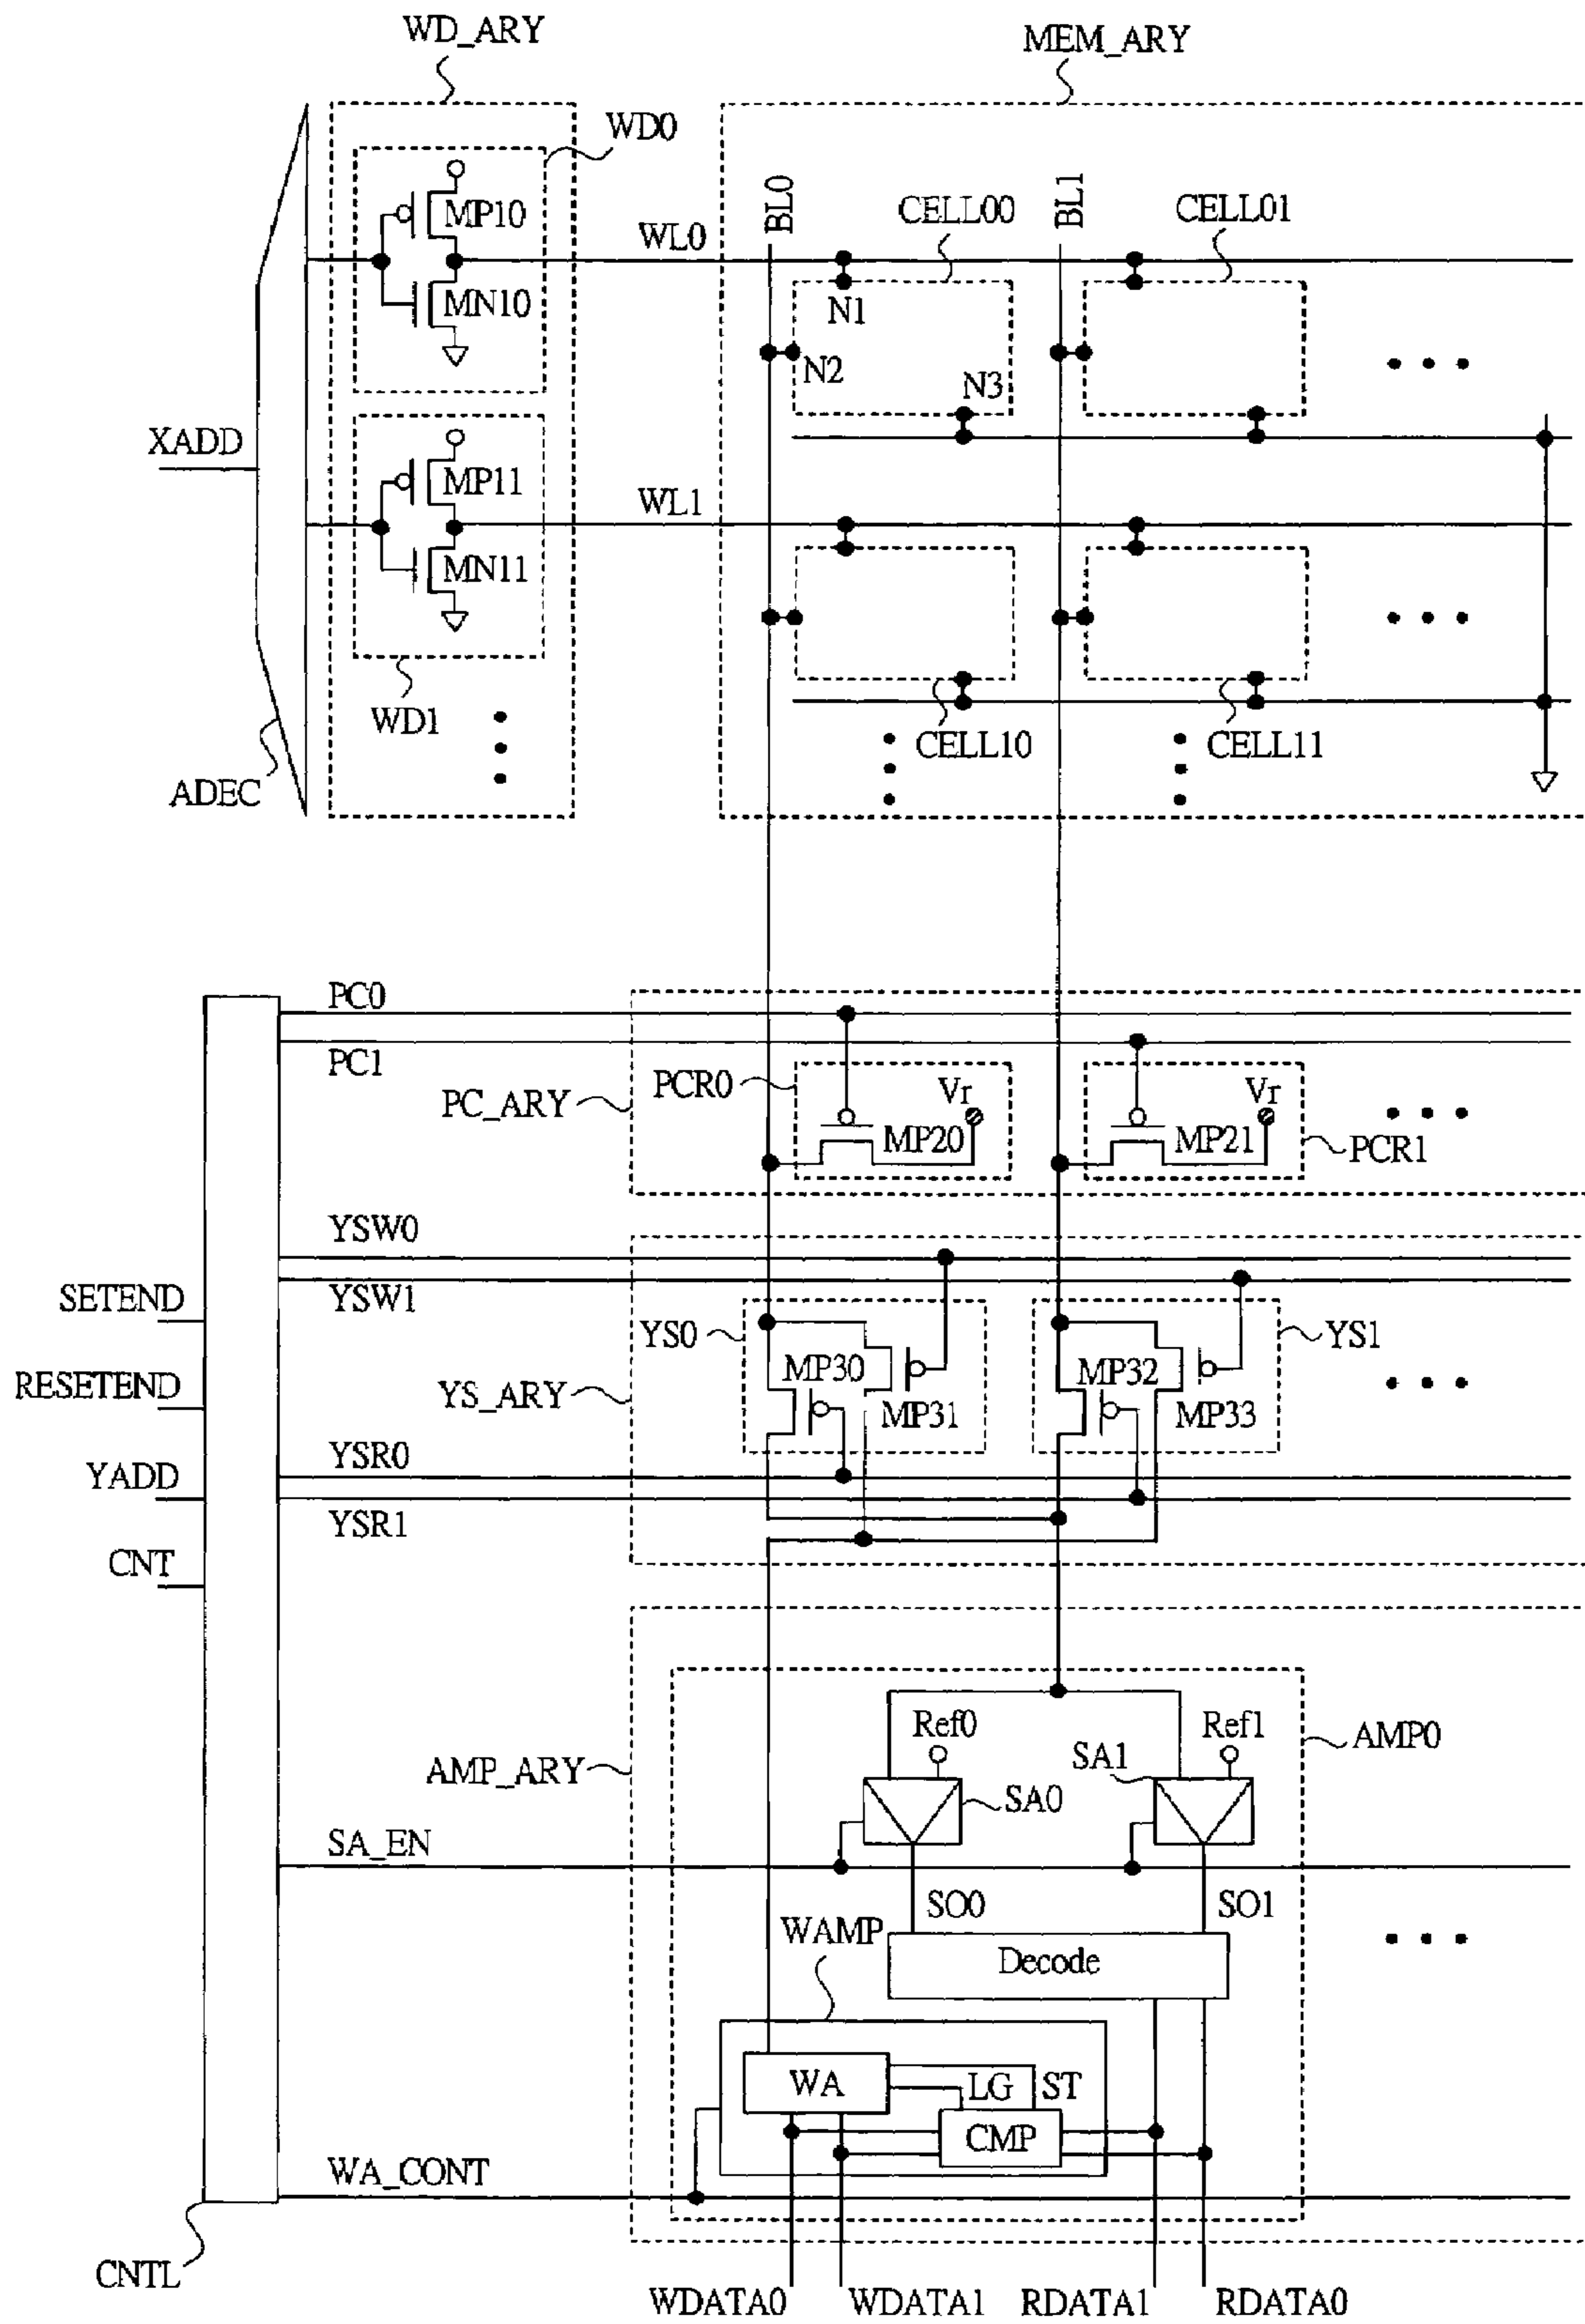 WD_ARY
MEM_ARY
WD0
BL0
BL1
CELL00
CELL01
MP10
WL0
N1
MN10
N2
N3
XADD
MP11
WL1
MN11
WD1
CELL10
CELL11
ADEC
PC0
PC1
PCR0
Vr
Vr
PC_ARY
MP20
MP21
PCR1
YSW0
SETEND
YSW1
YS0
YS1
MP30
MP32
RESETEND
YS_ARY
MP31
MP33
YSR0
YADD
YSR1
CNT
Ref0
Ref1
AMP0
SA1
AMP_ARY
SA0
SA_EN
SO0
SO1
WAMP
Decode
WA
LG
ST
CMP
WA_CONT
CNTL
WDATA0
WDATA1
RDATA1
RDATA0